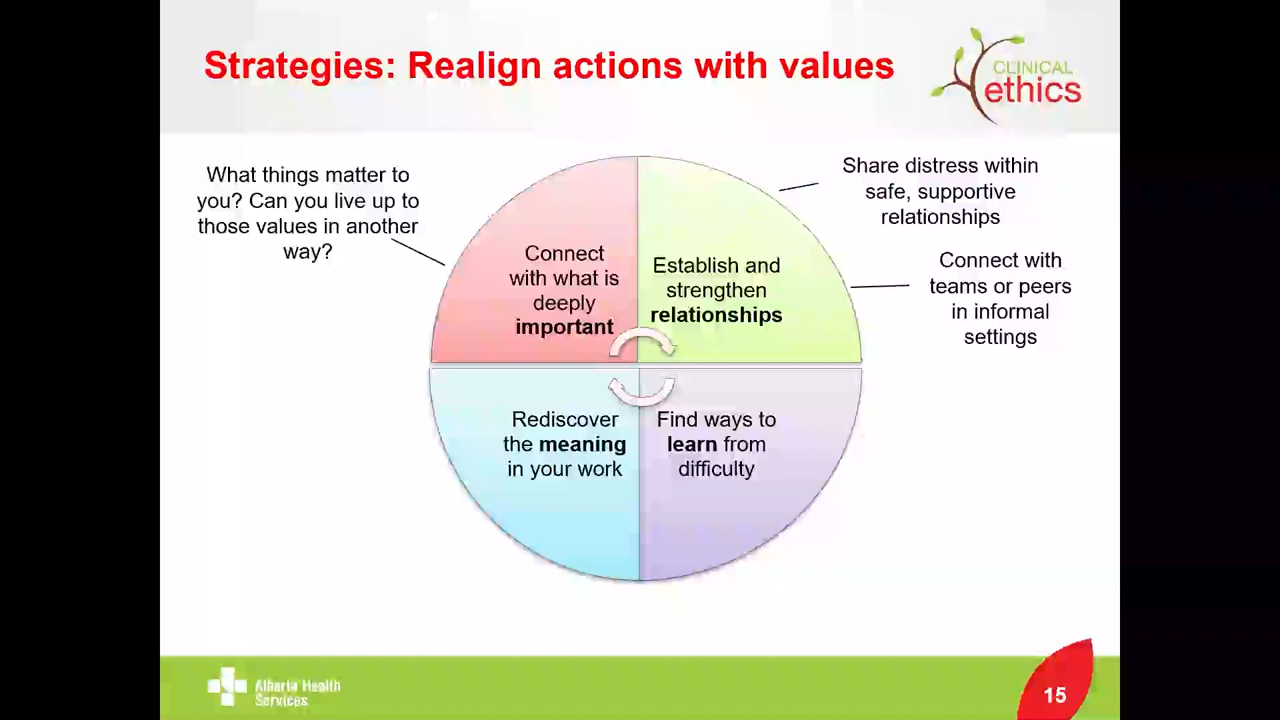 Strategies: Realign actions with values
CLINICAL
ethics
What things matter to
you? Can you live up to
those values in another
way?
Share distress within
safe, supportive
relationships
Connect with
teams or peers
in informal
settings
Connect
with what is
deeply
important
Establish and
strengthen
relationships
Rediscover
the meaning
in your work
Find ways to
learn from
difficulty
Alberta Health
Services
15